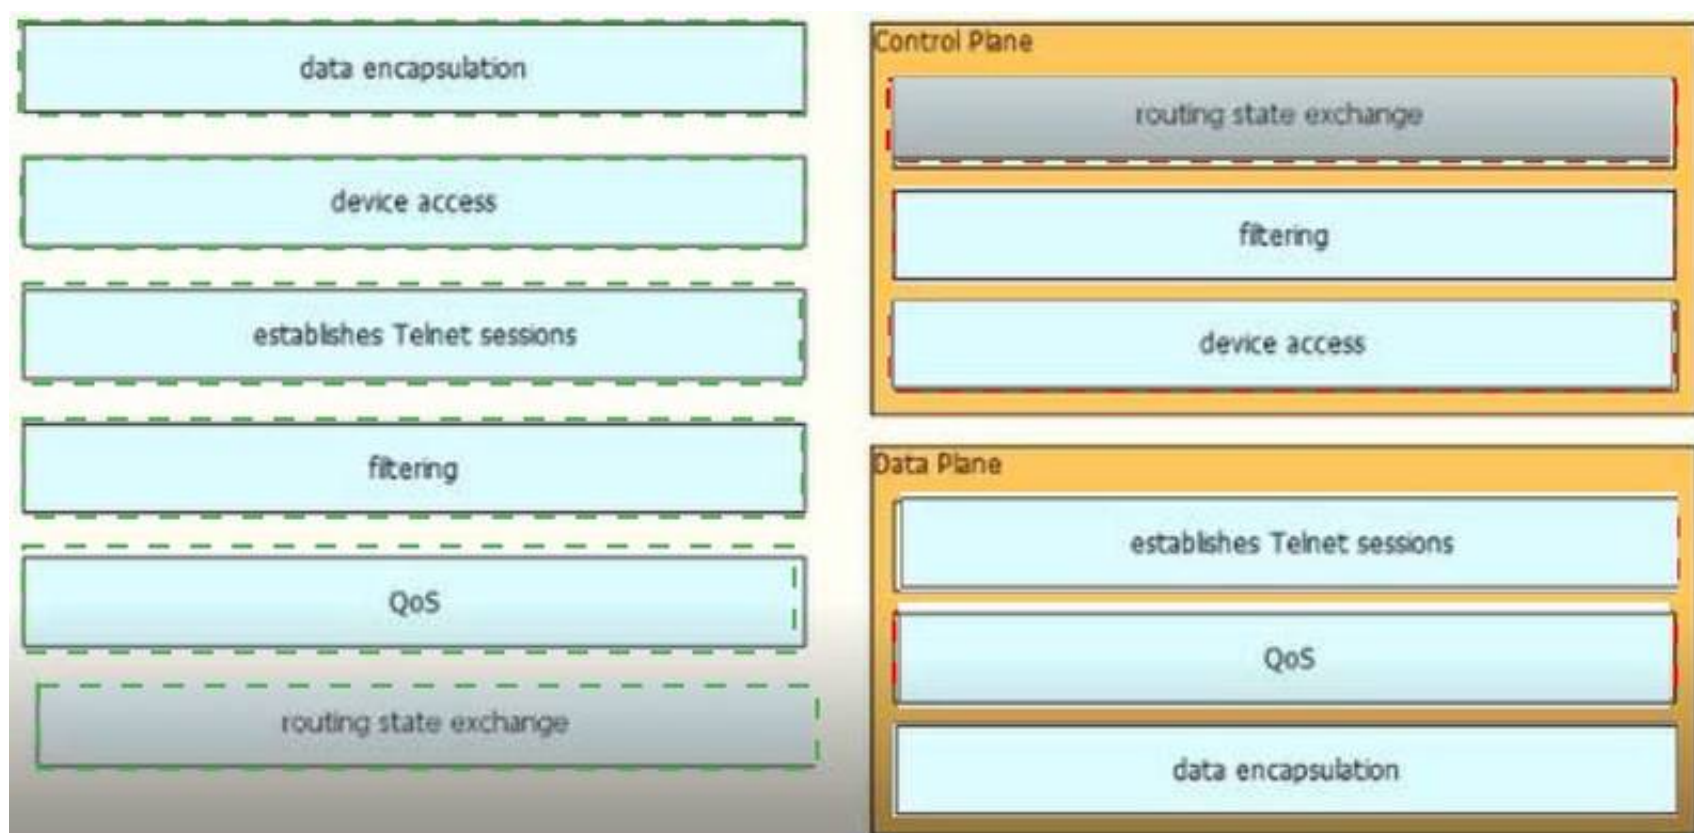 data encapsulation
device access
establishes Telnet sessions
filtering
QoS
routing state exchange
Control Plane
routing state exchange
filtering
device access
Data Plane
establishes Telnet sessions
QoS
data encapsulation